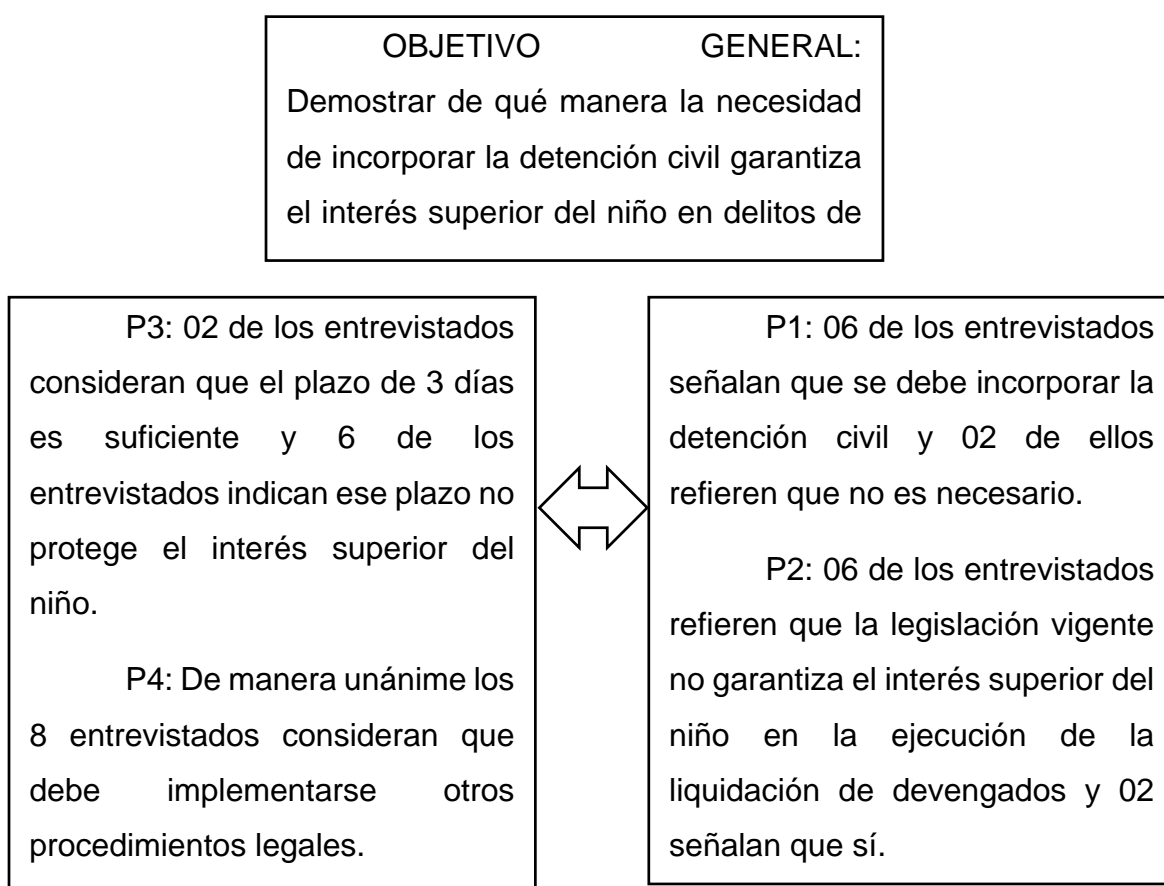 OBJETIVO GENERAL:
Demostrar de qué manera la necesidad
de incorporar la detención civil garantiza
el interés superior del niño en delitos de
P3: 02 de los entrevistados
consideran que el plazo de 3 días
es suficiente y 6 de los
entrevistados indican ese plazo no
protege el interés superior del
niño.
P4: De manera unánime los
8 entrevistados consideran que
debe implementarse otros
procedimientos legales.
P1: 06 de los entrevistados
señalan que se debe incorporar la
detención civil y 02 de ellos
refieren que no es necesario.
P2: 06 de los entrevistados
refieren que la legislación vigente
no garantiza el interés superior del
niño en la ejecución de la
liquidación de devengados y 02
señalan que sí.